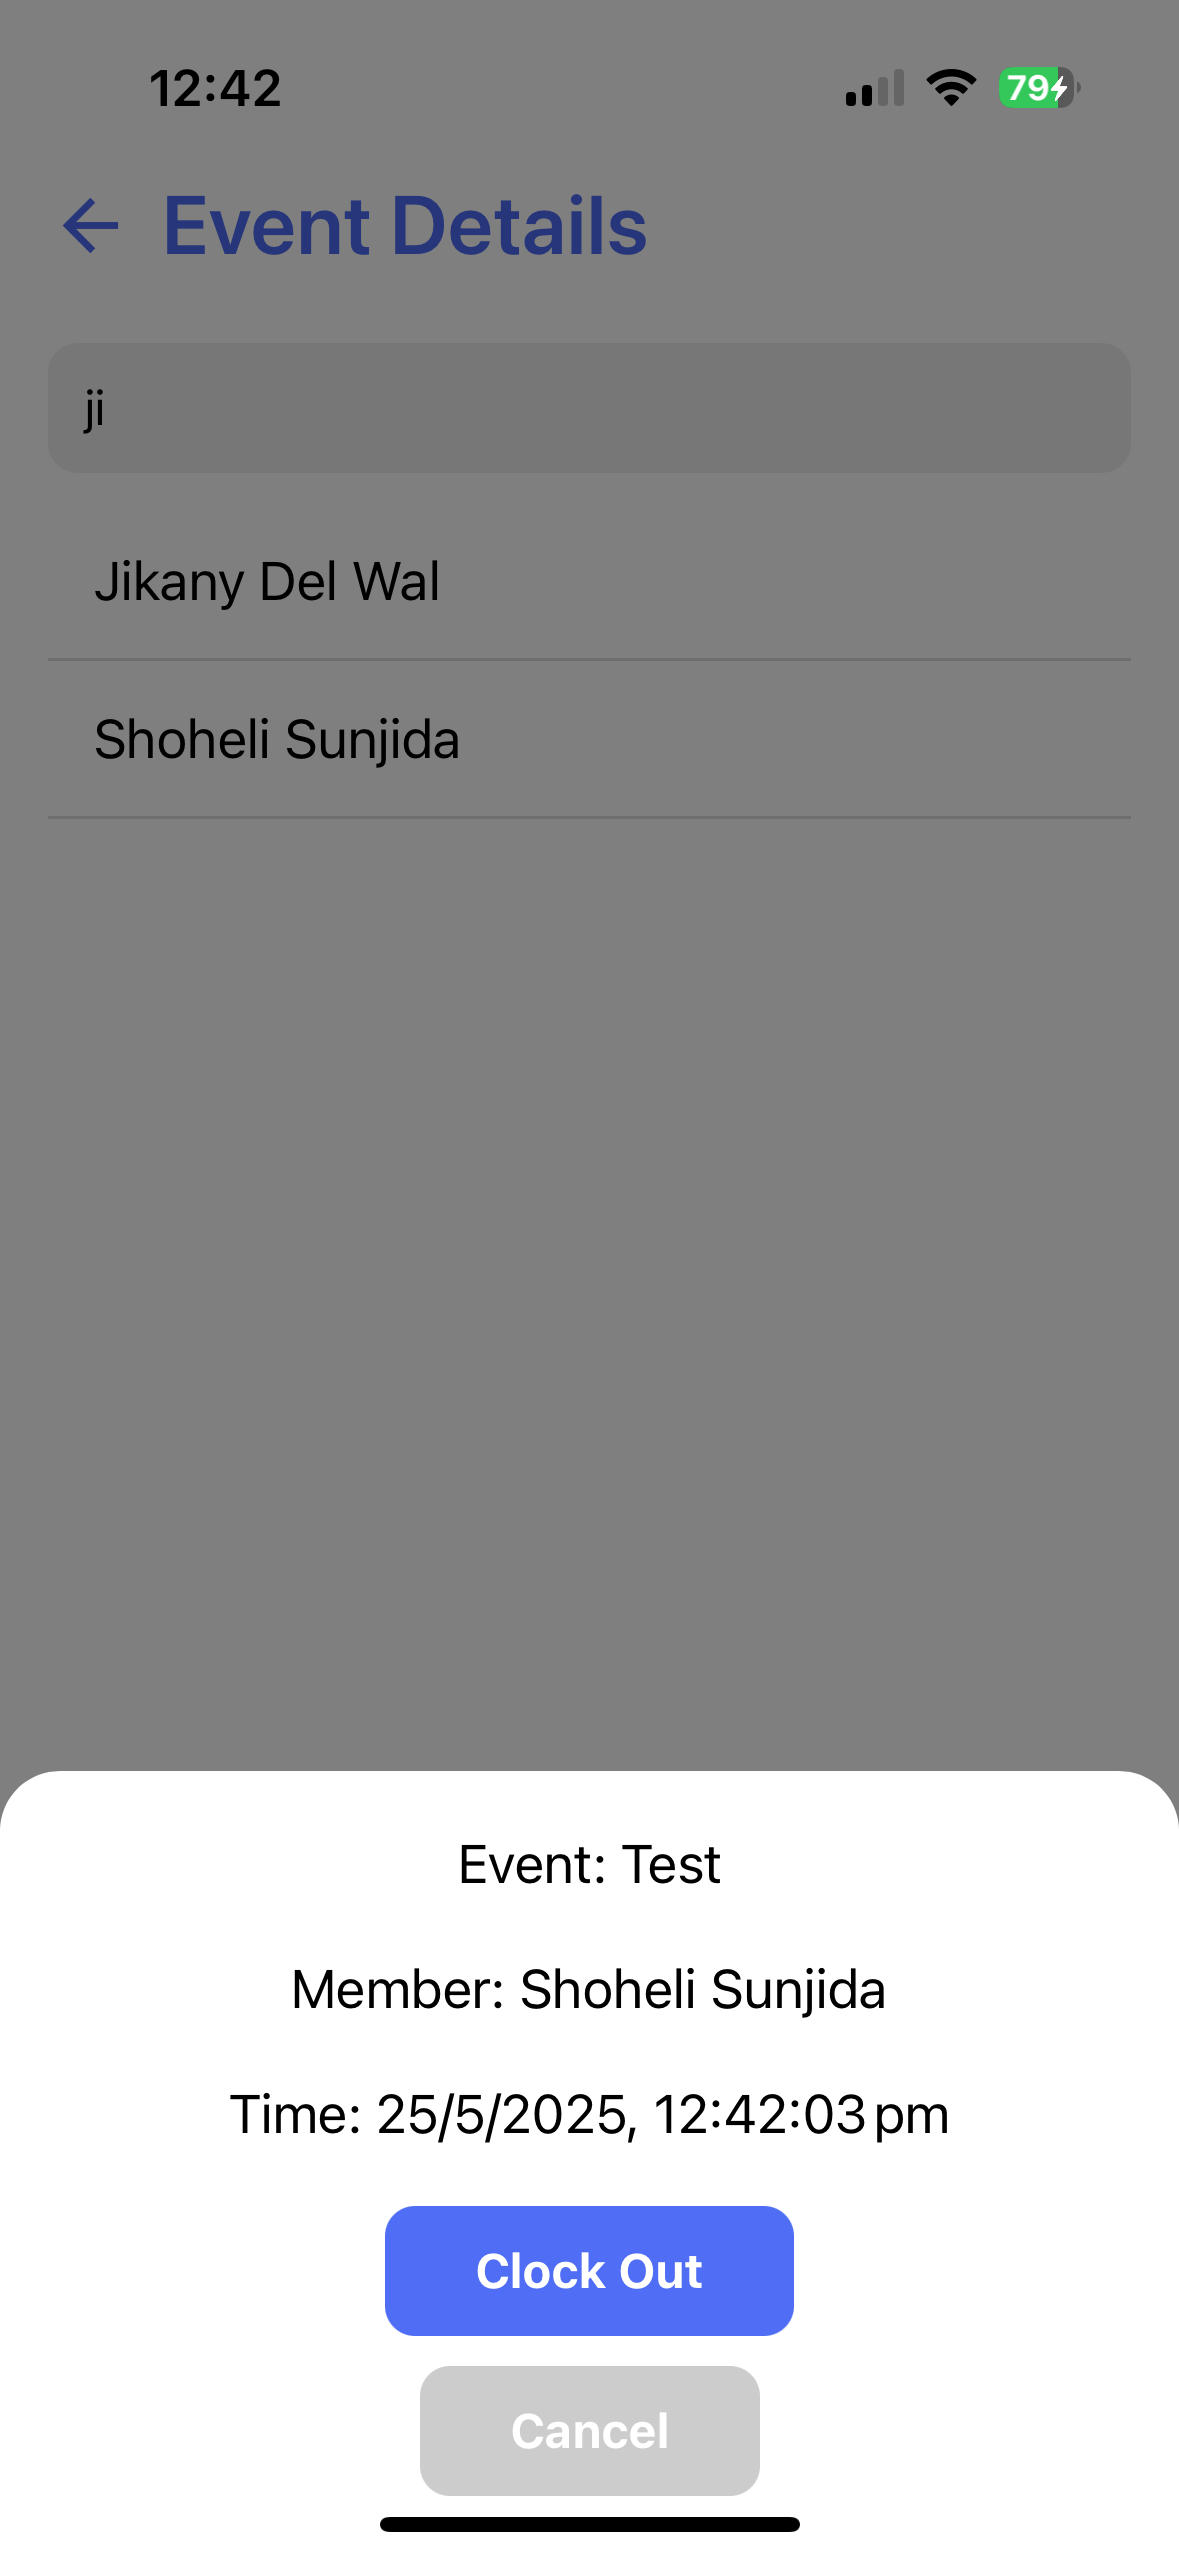 12:42
79
Event Details
ji
Jikany Del Wal
Shoheli Sunjida
Event: Test
Member: Shoheli Sunjida
Time: 25/5/2025, 12:42:03 pm
Clock Out
Cancel